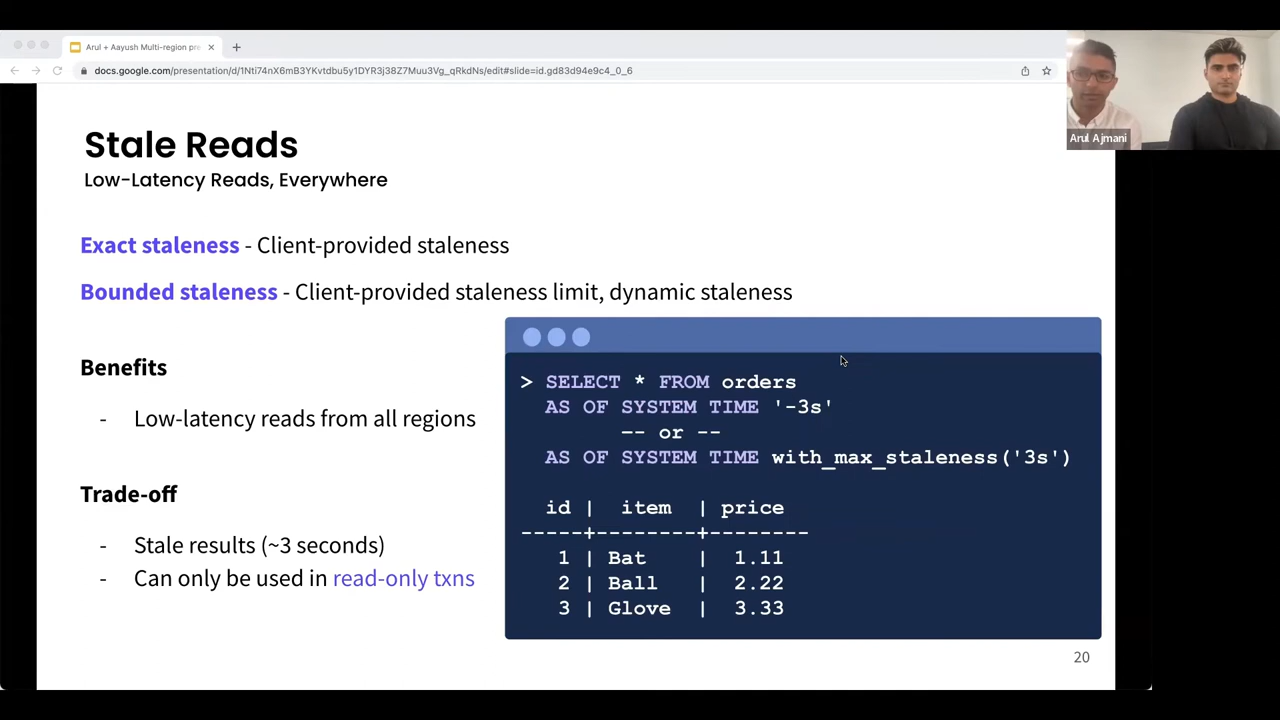 Arul + Aayush Multi-region pre
docs.google.com/presentation/d/1Nti74nX6mB3YKvtdbu5y1DYR3j38Z7Muu3Vg_qRkdNs/edit#slide=id.gd83d94e9c4_0_6
Arul Ajmani
Stale Reads
Low-Latency Reads, Everywhere
Exact staleness - Client-provided staleness
Bounded staleness - Client-provided staleness limit, dynamic staleness
Benefits
- Low-latency reads from all regions
Trade-off
- Stale results (~3 seconds)
- Can only be used in read-only txns
> SELECT * FROM orders
AS OF SYSTEM TIME '-3s'
-- or --
AS OF SYSTEM TIME with_max_staleness('3s')
id | item | price
-----+--------+--------
1 | Bat | 1.11
2 | Ball | 2.22
3 | Glove | 3.33
20